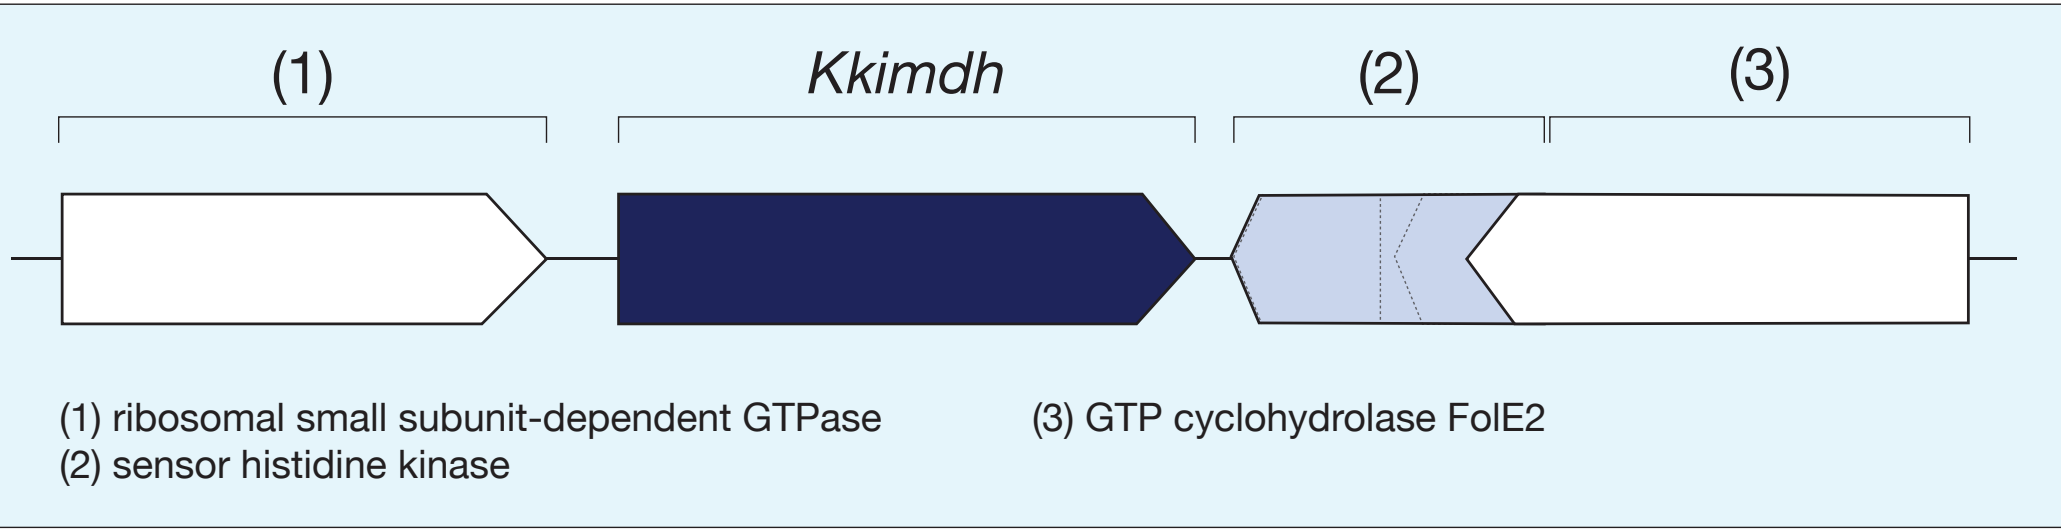 (1) Kkimdh (2) (3)
(1) ribosomal small subunit-dependent GTPase (3) GTP cyclohydrolase FolE2
(2) sensor histidine kinase